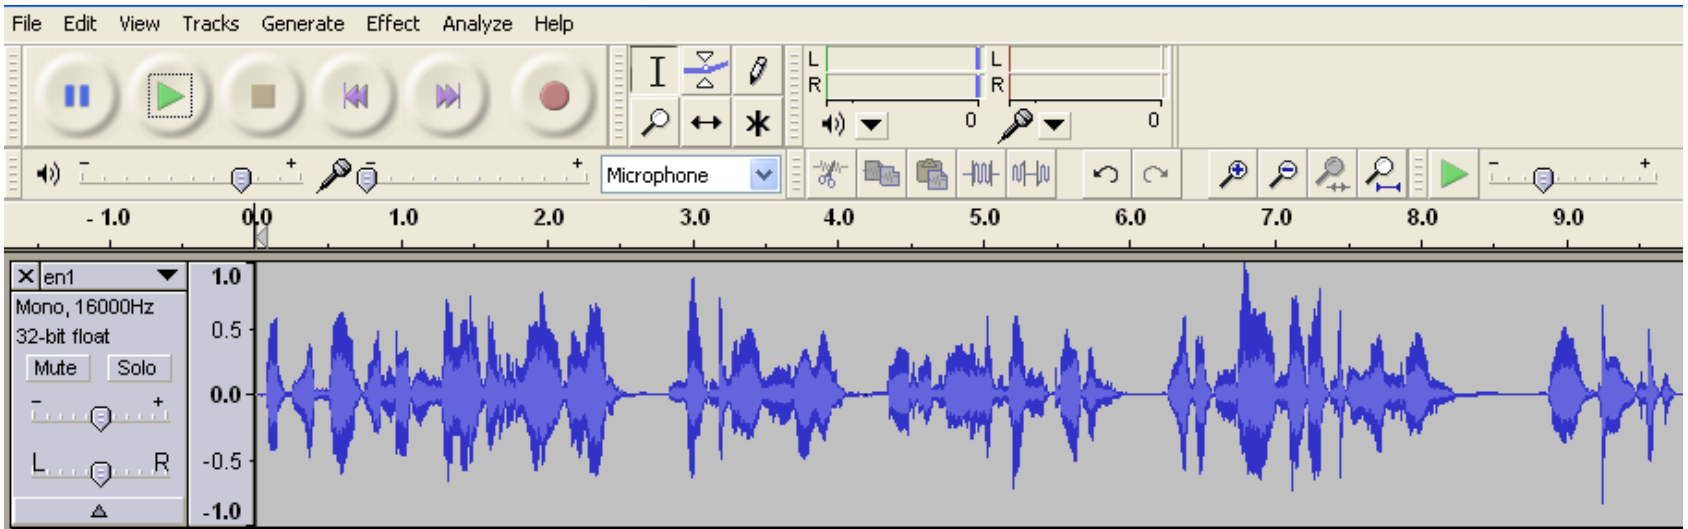 File Edit View Tracks Generate Effect Analyze Help
L L
R R
0 0
- + - + Microphone - +
- 1.0 0.0 1.0 2.0 3.0 4.0 5.0 6.0 7.0 8.0 9.0
X en1 1.0
Mono, 16000Hz
32-bit float 0.5
Mute Solo
- + 0.0
L R -0.5
-1.0